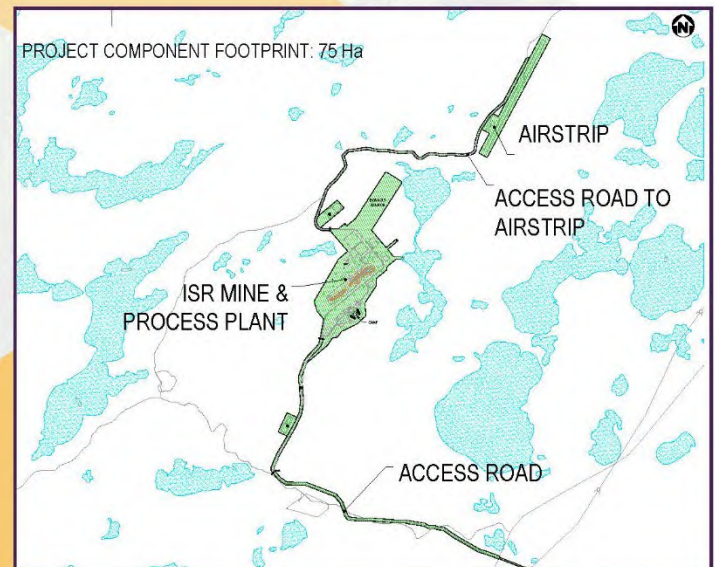 N
PROJECT COMPONENT FOOTPRINT: 75 Ha
AIRSTRIP
ACCESS ROAD TO
AIRSTRIP
ISR MINE &
PROCESS PLANT
ACCESS ROAD